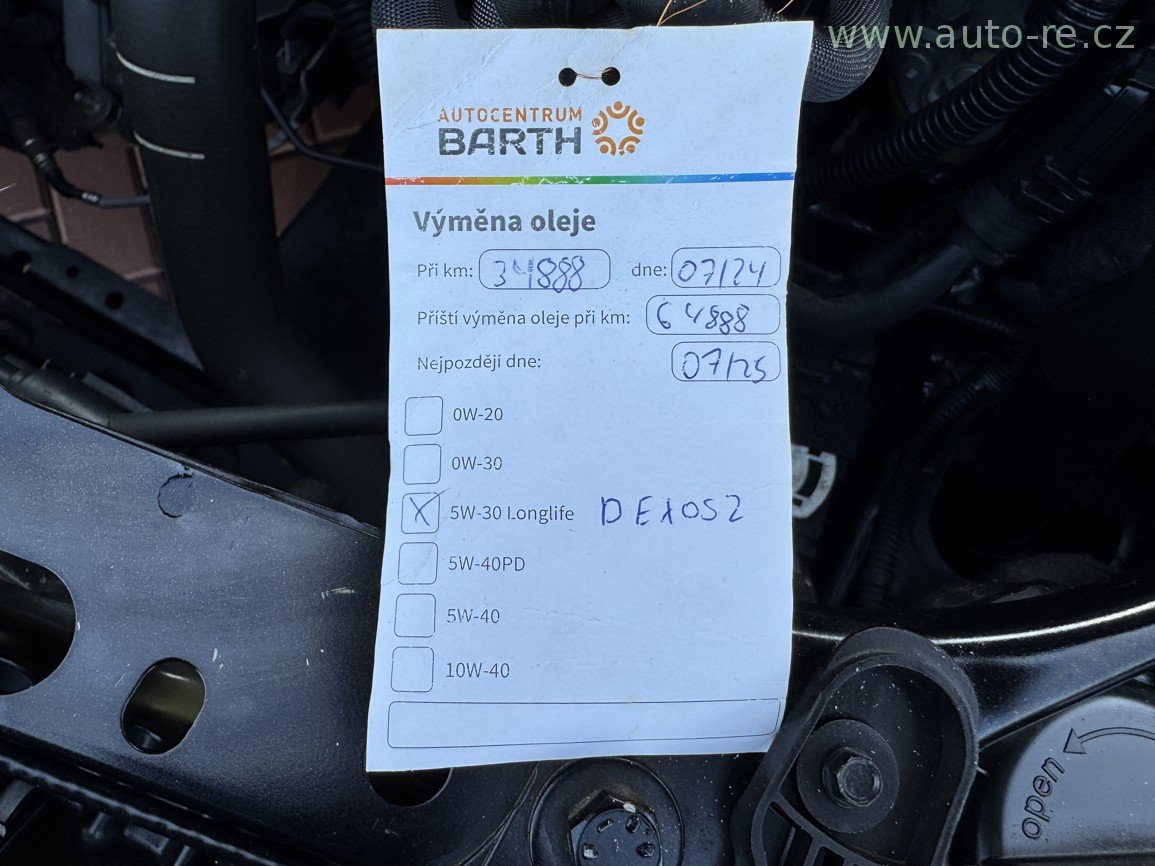 www.auto-re.cz
AUTOCENTRUM
BARTH
Výměna oleje
Při km: 34888 dne: 07/24
Příští výměna oleje při km: 64888
Nejpozději dne: 07/25
0W-20
0W-30
X 5W-30 Longlife DEXOS2
5W-40PD
5W-40
10W-40
open